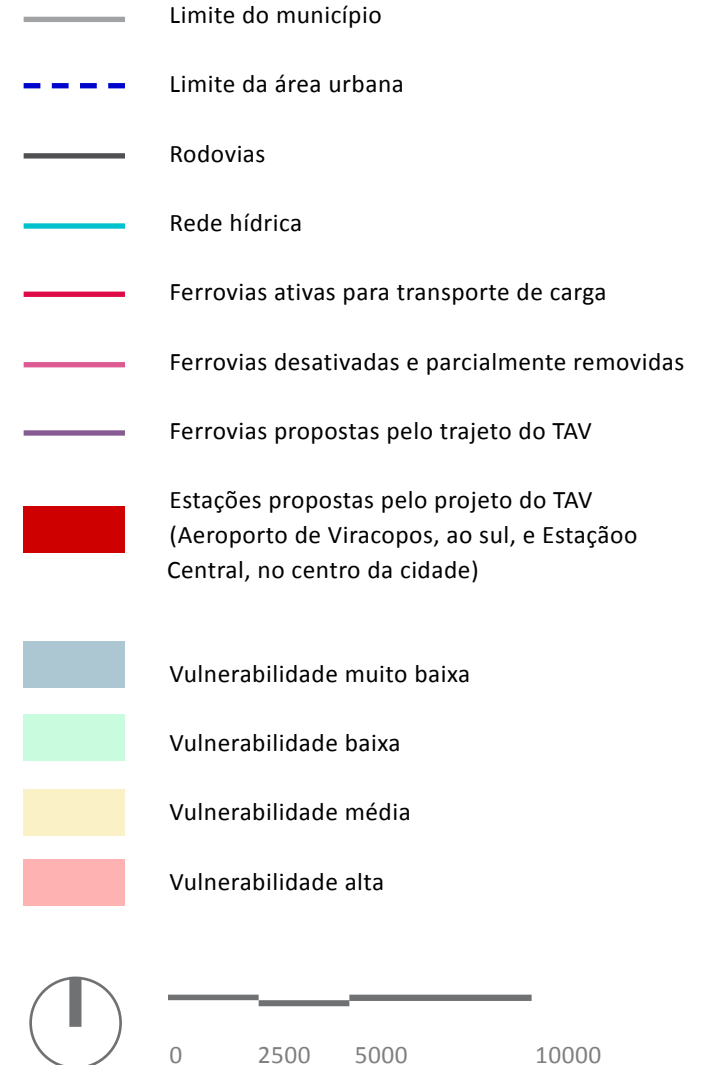 Limite do município
Limite da área urbana
Rodovias
Rede hídrica
Ferrovias ativas para transporte de carga
Ferrovias desativadas e parcialmente removidas
Ferrovias propostas pelo trajeto do TAV
Estações propostas pelo projeto do TAV
(Aeroporto de Viracopos, ao sul, e Estaçãoo
Central, no centro da cidade)
Vulnerabilidade muito baixa
Vulnerabilidade baixa
Vulnerabilidade média
Vulnerabilidade alta
0 2500 5000 10000